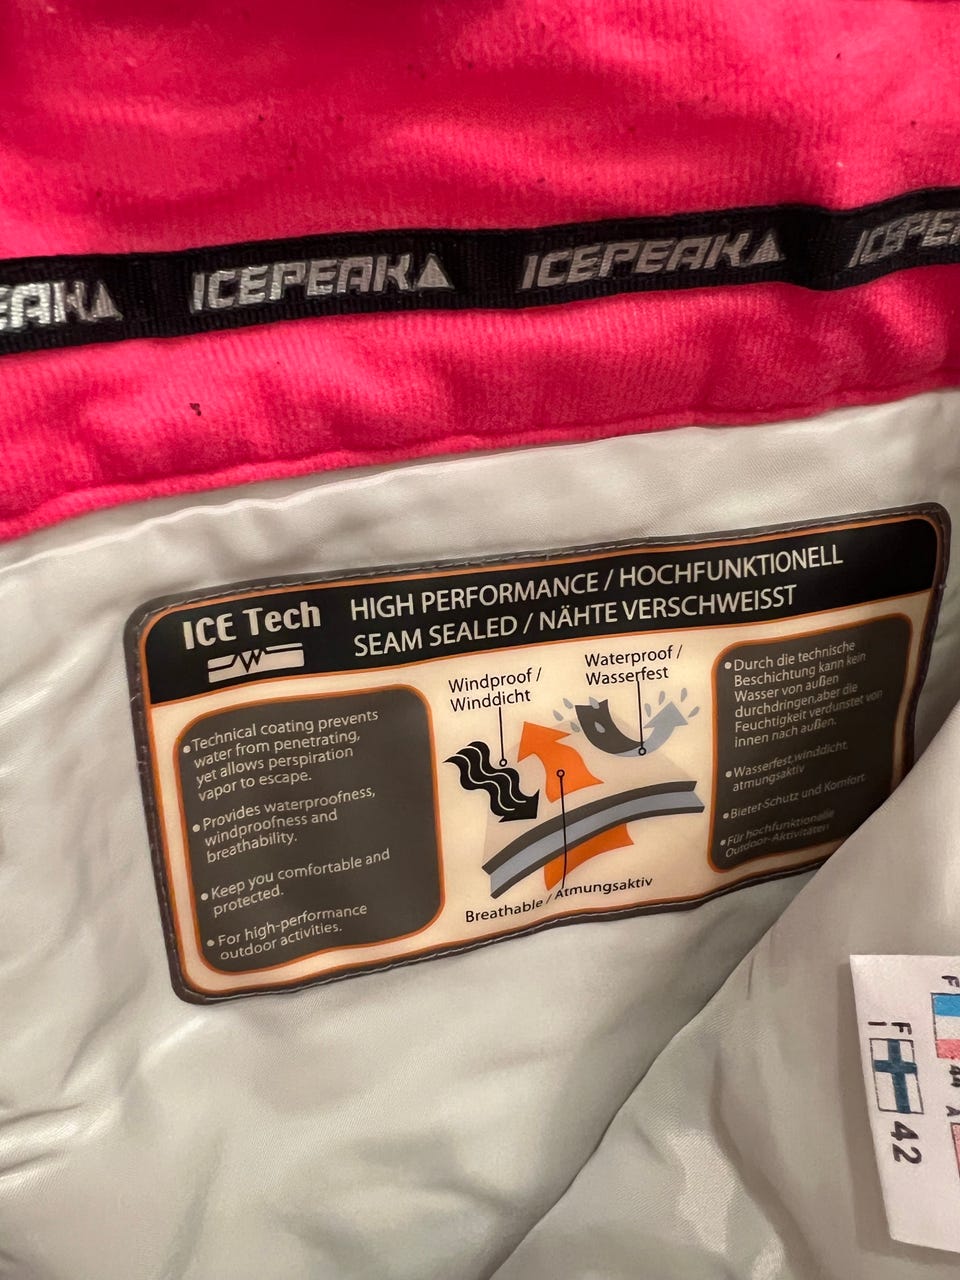 ICEPEAK ICEPEAK
ICE Tech
HIGH PERFORMANCE / HOCHFUNKTIONELL
SEAM SEALED / NÄHTE VERSCHWEISST
• Technical coating prevents
water from penetrating,
yet allows perspiration
vapor to escape.
• Provides waterproofness,
windproofness and
breathability.
• Keep you comfortable and
protected.
• For high-performance
outdoor activities.
Windproof /
Winddicht
Waterproof /
Wasserfest
Breathable / Atmungsaktiv
• Durch die technische
Beschichtung kann kein
Wasser von außen
durchdringen,aber die
Feuchtigkeit verdunstet von
innen nach außen.
• Wasserfest,winddicht,
atmungsaktiv
• Bietet Schutz und Komfort
• Für hochfunktionelle
Outdoor-Aktivitäten
FI
42